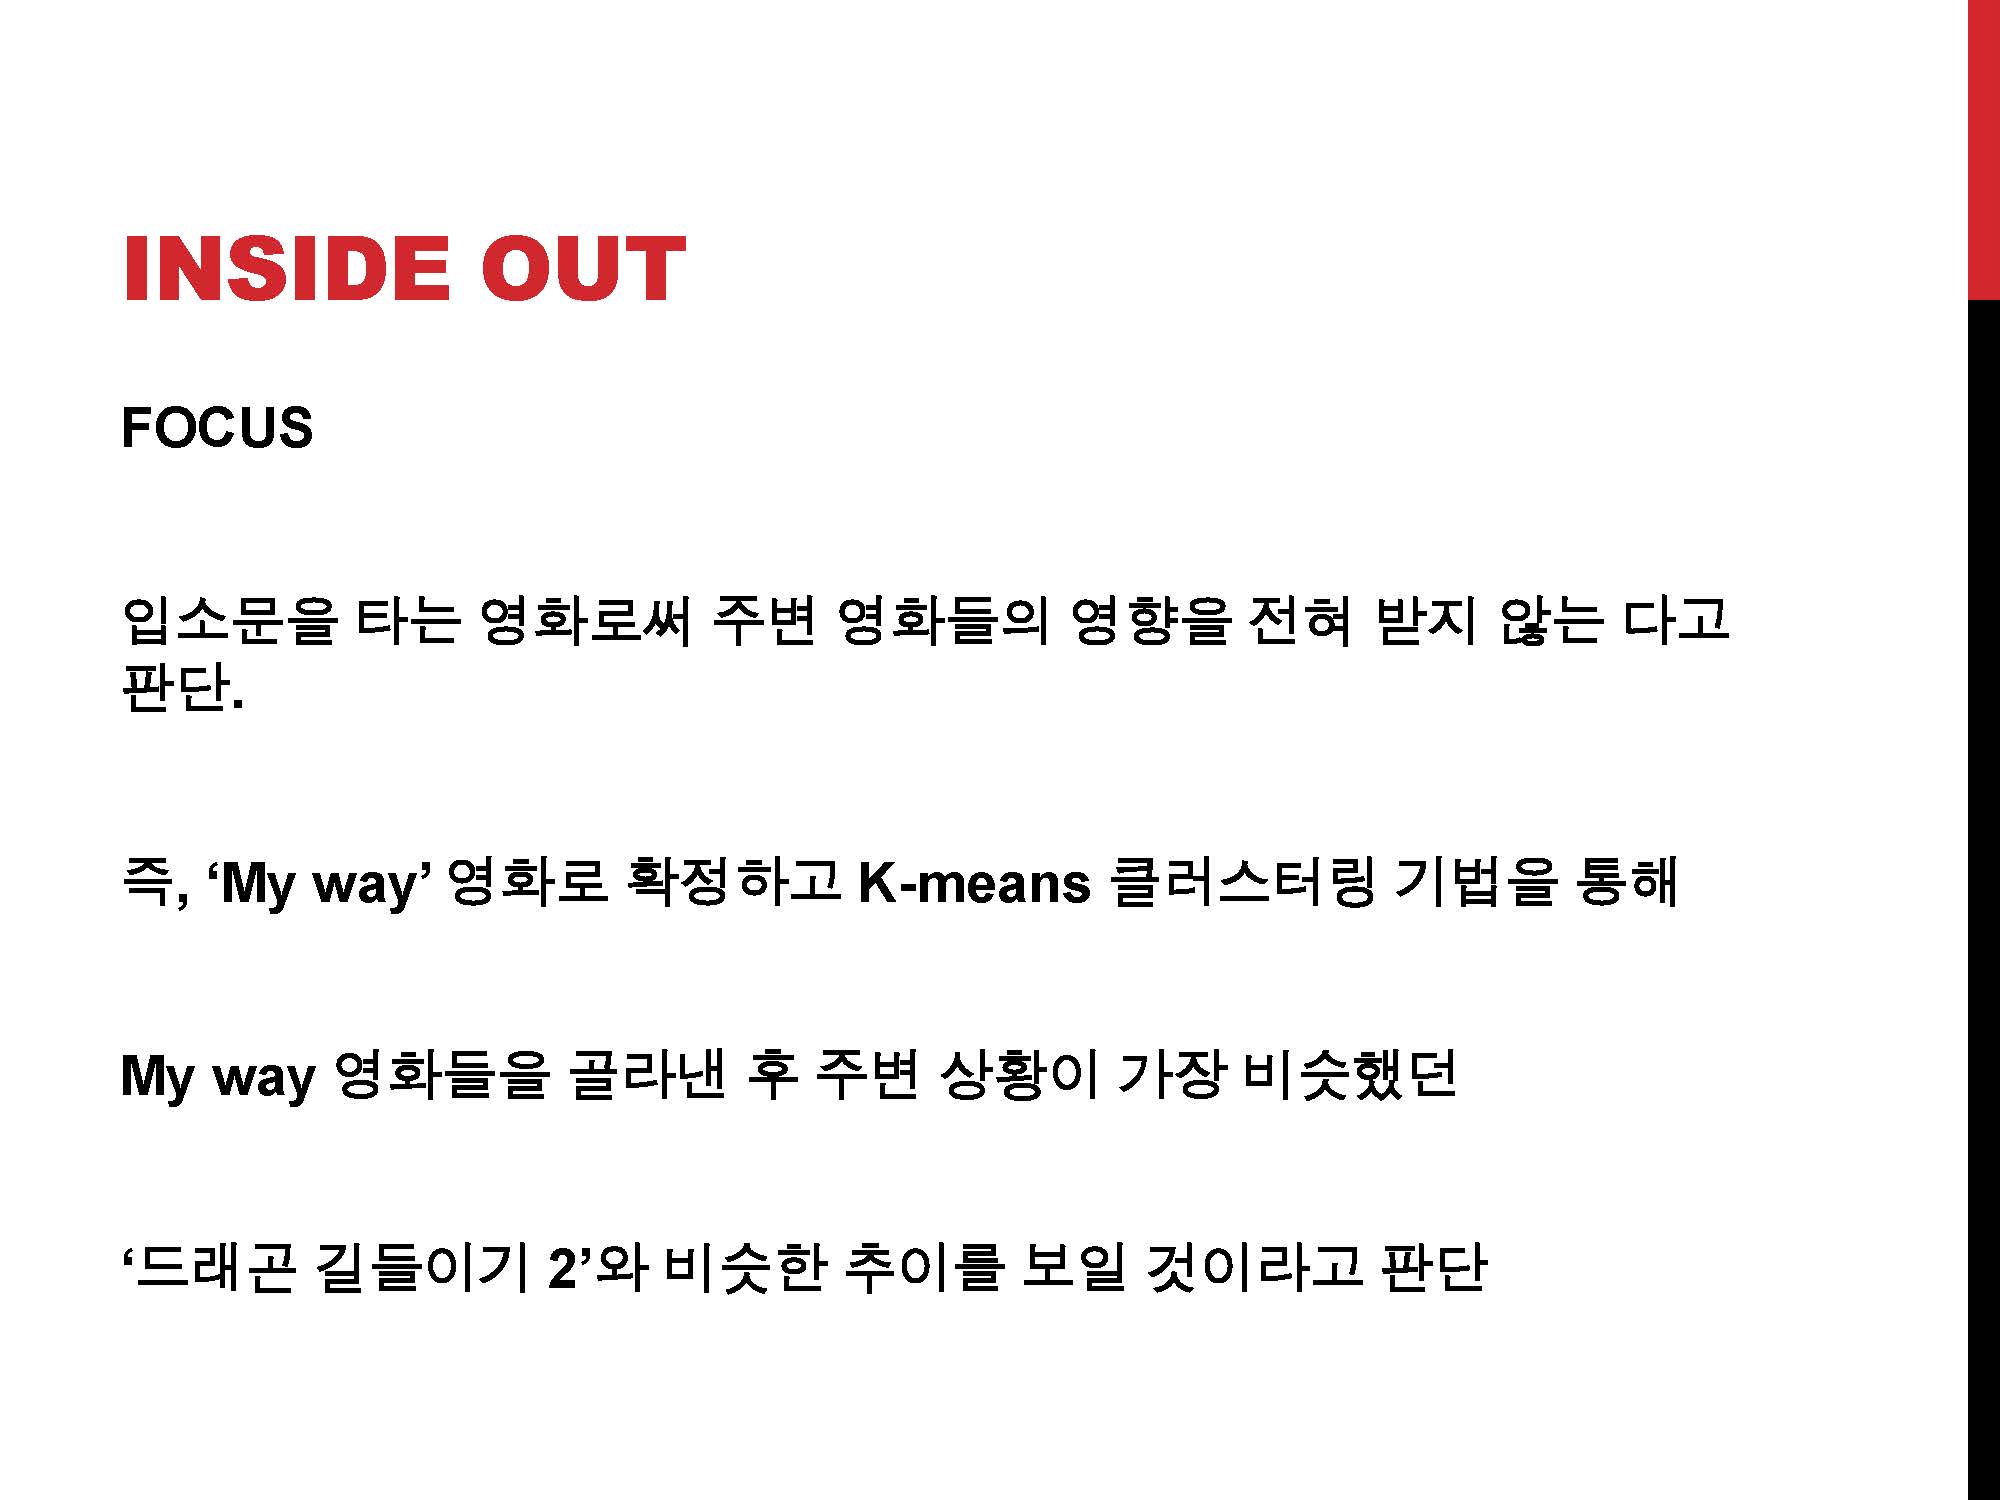 INSIDE OUT
FOCUS
입소문을 타는 영화로써 주변 영화들의 영향을 전혀 받지 않는 다고
판단.
즉, ‘My way’ 영화로 확정하고 K-means 클러스터링 기법을 통해
My way 영화들을 골라낸 후 주변 상황이 가장 비슷했던
‘드래곤 길들이기 2’와 비슷한 추이를 보일 것이라고 판단